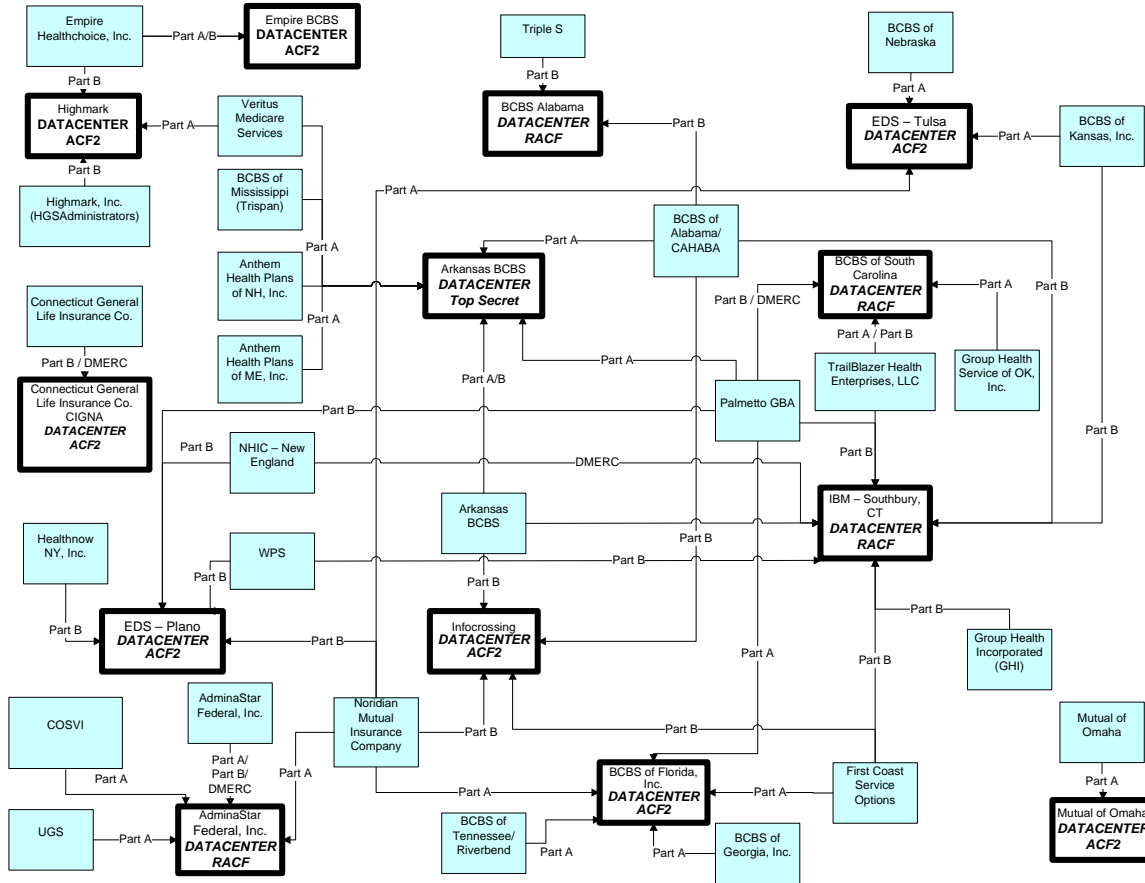 Empire
Healthchoice, Inc.
Part A/B
Empire BCBS
DATACENTER
ACF2
Triple S
BCBS of
Nebraska
Part B
Part B
Part A
Highmark
DATACENTER
ACF2
Part A
Veritus
Medicare
Services
BCBS Alabama
DATACENTER
RACF
Part B
EDS – Tulsa
DATACENTER
ACF2
Part A
BCBS of
Kansas, Inc.
Part B
Highmark, Inc.
(HGSAdministrators)
BCBS of
Mississippi
(Trispan)
Part A
Part A
BCBS of
Alabama/
CAHABA
Part A
Anthem
Health Plans
of NH, Inc.
Part A
Arkansas BCBS
DATACENTER
Top Secret
BCBS of South
Carolina
DATACENTER
RACF
Part A
Part B
Part B / DMERC
Connecticut General
Life Insurance Co.
Part B / DMERC
Anthem
Health Plans
of ME, Inc.
Part A / Part B
Part A
TrailBlazer Health
Enterprises, LLC
Group Health
Service of OK,
Inc.
Connecticut General
Life Insurance Co.
CIGNA
DATACENTER
ACF2
Part A/B
Palmetto GBA
Part B
Part B
NHIC – New
England
DMERC
Part B
Part B
Arkansas
BCBS
IBM – Southbury,
CT
DATACENTER
RACF
Healthnow
NY, Inc.
WPS
Part B
Part B
Part B
Part B
Part B
EDS – Plano
DATACENTER
ACF2
Part B
Infocrossing
DATACENTER
ACF2
Part B
Part A
Part B
Group Health
Incorporated
(GHI)
COSVI
AdminaStar
Federal, Inc.
Noridian
Mutual
Insurance
Company
Part B
Part B
Mutual of
Omaha
Part A
Part A/
Part B/
DMERC
Part A
Part A
BCBS of Florida,
Inc.
DATACENTER
ACF2
Part A
First Coast
Service
Options
Part A
UGS
Part A
AdminaStar
Federal, Inc.
DATACENTER
RACF
BCBS of
Tennessee/
Riverbend
Part A
Part A
BCBS of
Georgia, Inc.
Mutual of Omaha
DATACENTER
ACF2